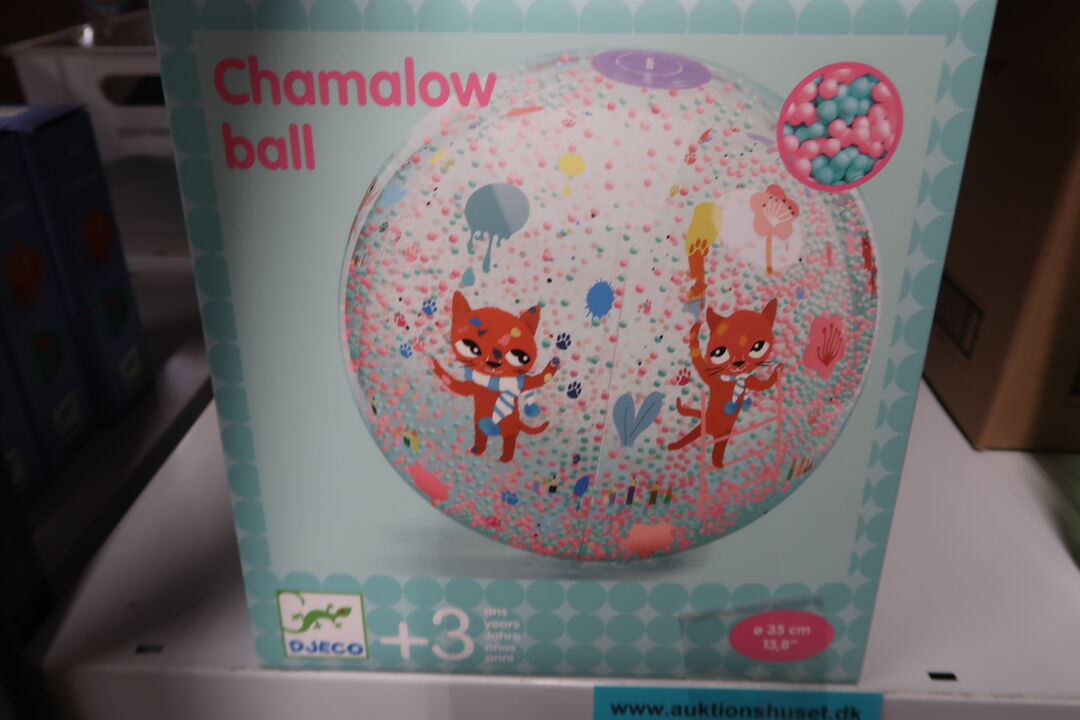 Chamalow
ball
DJECO
+3
ans
years
Jahre
años
anni
ø 35 cm
13,8"
www.auktionshuset.dk